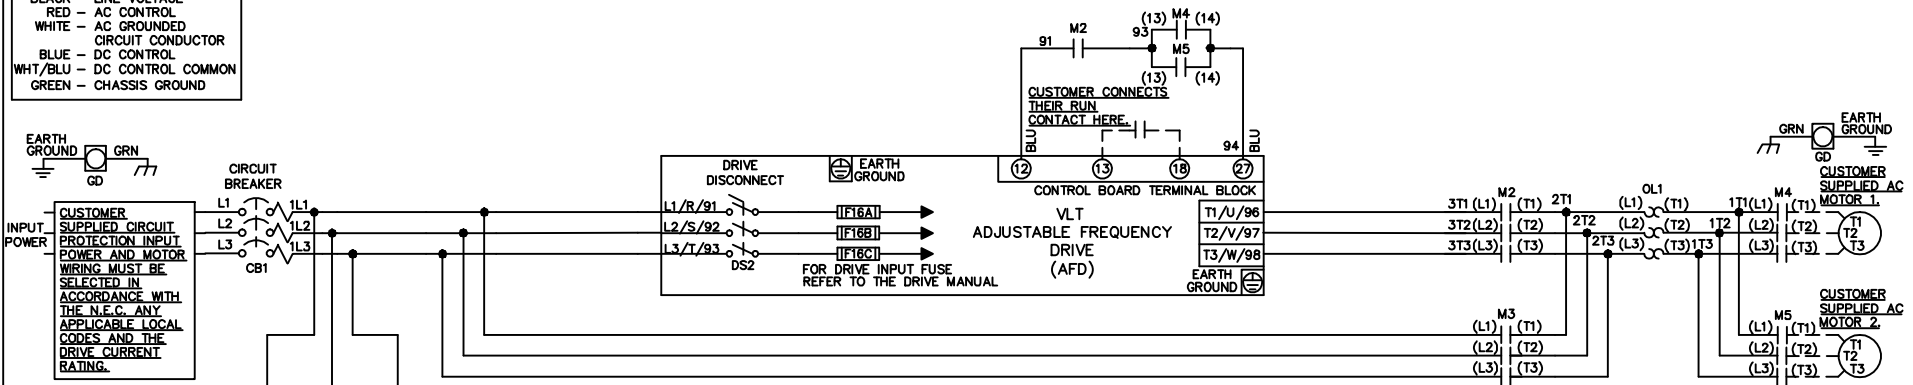 RED – AC CONTROL
WHITE – AC GROUNDED
CIRCUIT CONDUCTOR
BLUE – DC CONTROL
WHT/BLU – DC CONTROL COMMON
GREEN – CHASSIS GROUND
EARTH
GROUND
GRN
GD
INPUT
POWER
CUSTOMER
SUPPLIED CIRCUIT
PROTECTION INPUT
POWER AND MOTOR
WIRING MUST BE
SELECTED IN
ACCORDANCE WITH
THE N.E.C. ANY
APPLICABLE LOCAL
CODES AND THE
DRIVE CURRENT
RATING.
CIRCUIT
BREAKER
L1
1L1
L2
1L2
L3
1L3
CB1
DRIVE
DISCONNECT
EARTH
GROUND
L1/R/91
L2/S/92
L3/T/93
DS2
F16A
F16B
F16C
FOR DRIVE INPUT FUSE
REFER TO THE DRIVE MANUAL
91
M2
93
(13) M4 (14)
M5
(13) (14)
CUSTOMER CONNECTS
THEIR RUN
CONTACT HERE.
BLU
94
BLU
12
13
18
27
CONTROL BOARD TERMINAL BLOCK
VLT
ADJUSTABLE FREQUENCY
DRIVE
(AFD)
T1/U/96
T2/V/97
T3/W/98
EARTH
GROUND
M2
3T1 (L1) (T1) 2T1
3T2 (L2) (T2) 2T2
3T3 (L3) (T3) 2T3
OL1
(L1) (T1) 1T1
(L2) (T2) 1T2
(L3) (T3) 1T3
M4
(L1) (T1)
(L2) (T2)
(L3) (T3)
GRN
EARTH
GROUND
GD
CUSTOMER
SUPPLIED AC
MOTOR 1.
T1
T2
T3
M3
(L1) (T1)
(L2) (T2)
(L3) (T3)
M5
(L1) (T1)
(L2) (T2)
(L3) (T3)
CUSTOMER
SUPPLIED AC
MOTOR 2.
T1
T2
T3